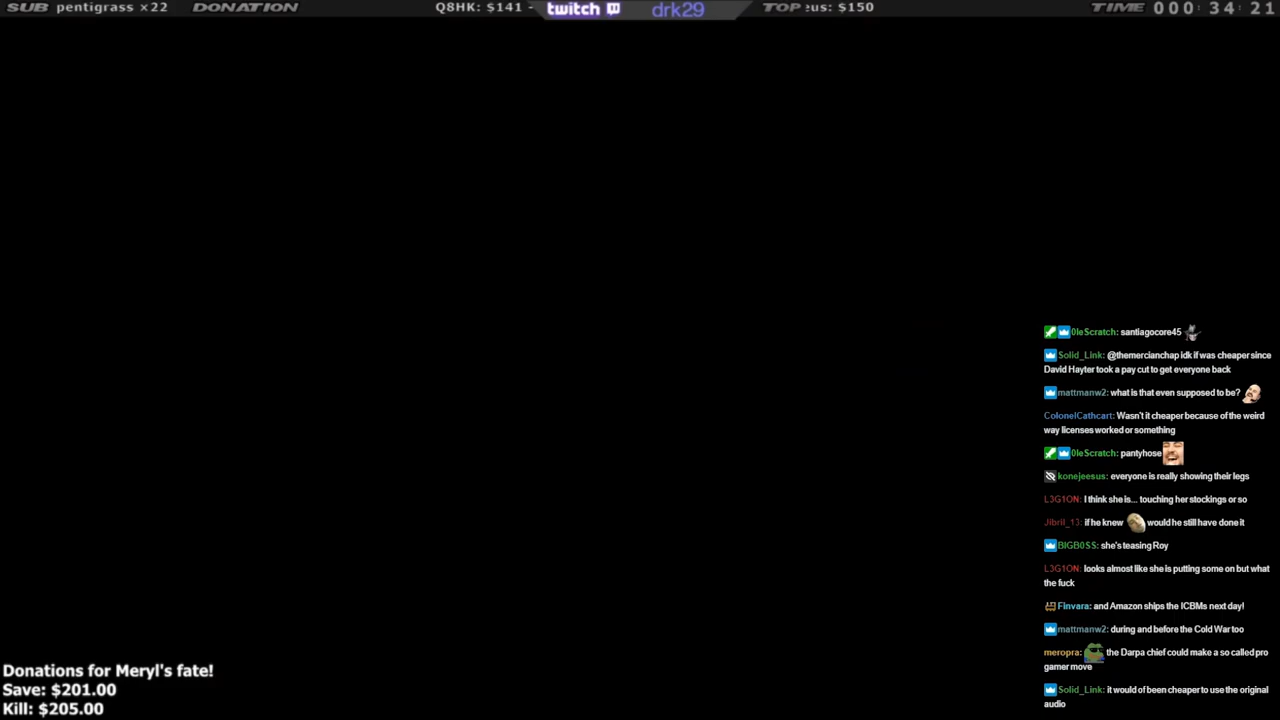 SUB pentigrass ×22 DONATION Q8HK: $141 - twitch drk29 TOP :us: $150 TIME 000: 34: 21
0leScratch: santiagocore45
Solid_Link: @themercianchap idk if was cheaper since
David Hayter took a pay cut to get everyone back
mattmanw2: what is that even supposed to be?
ColonelCathcart: Wasn't it cheaper because of the weird
way licenses worked or something
0leScratch: pantyhose
konejeesus: everyone is really showing their legs
L3G1ON: I think she is... touching her stockings or so
Jibril_13: if he knew would he still have done it
BIGB0SS: she's teasing Roy
L3G1ON: looks almost like she is putting some on but what
the fuck
Finvara: and Amazon ships the ICBMs next day!
mattmanw2: during and before the Cold War too
meropra: the Darpa chief could make a so called pro
gamer move
Solid_Link: it would of been cheaper to use the original
audio
Donations for Meryl's fate!
Save: $201.00
Kill: $205.00